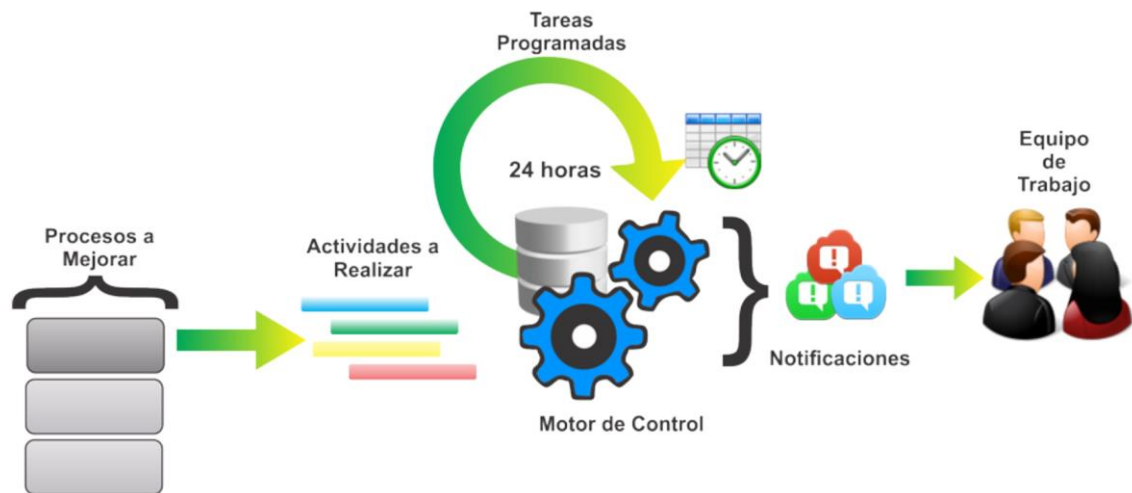 Procesos a
Mejorar
Actividades a
Realizar
Tareas
Programadas
24 horas
Motor de Control
Notificaciones
Equipo
de
Trabajo